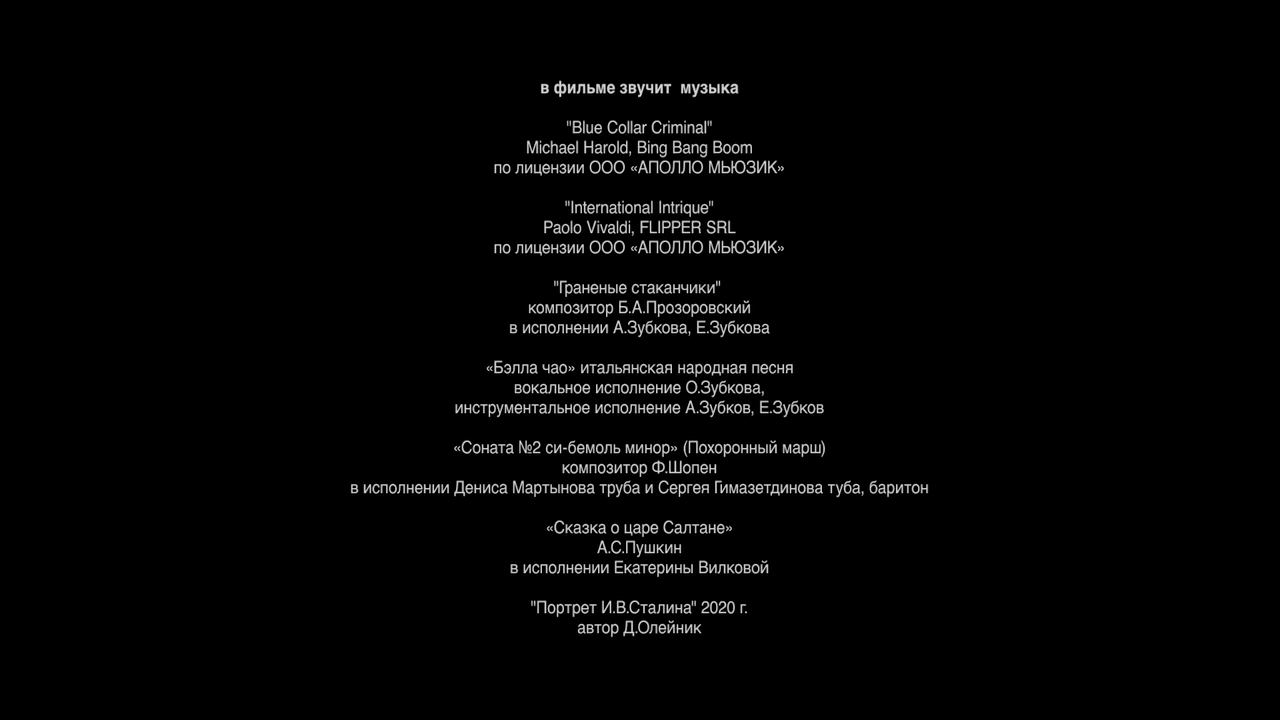 в фильме звучит  музыка
"Blue Collar Criminal"
Michael Harold, Bing Bang Boom
по лицензии ООО «АПОЛЛО МЬЮЗИК»
"International Intrique"
Paolo Vivaldi, FLIPPER SRL
по лицензии ООО «АПОЛЛО МЬЮЗИК»
"Граненые стаканчики"
композитор Б.А.Прозоровский
в исполнении А.Зубкова, Е.Зубкова
«Бэлла чао» итальянская народная песня
вокальное исполнение О.Зубкова,
инструментальное исполнение А.Зубков, Е.Зубков
«Соната №2 си-бемоль минор» (Похоронный марш)
композитор Ф.Шопен
в исполнении Дениса Мартынова труба и Сергея Гимазетдинова туба, баритон
«Сказка о царе Салтане»
А.С.Пушкин
в исполнении Екатерины Вилковой
"Портрет И.В.Сталина" 2020 г.
автор Д.Олейник